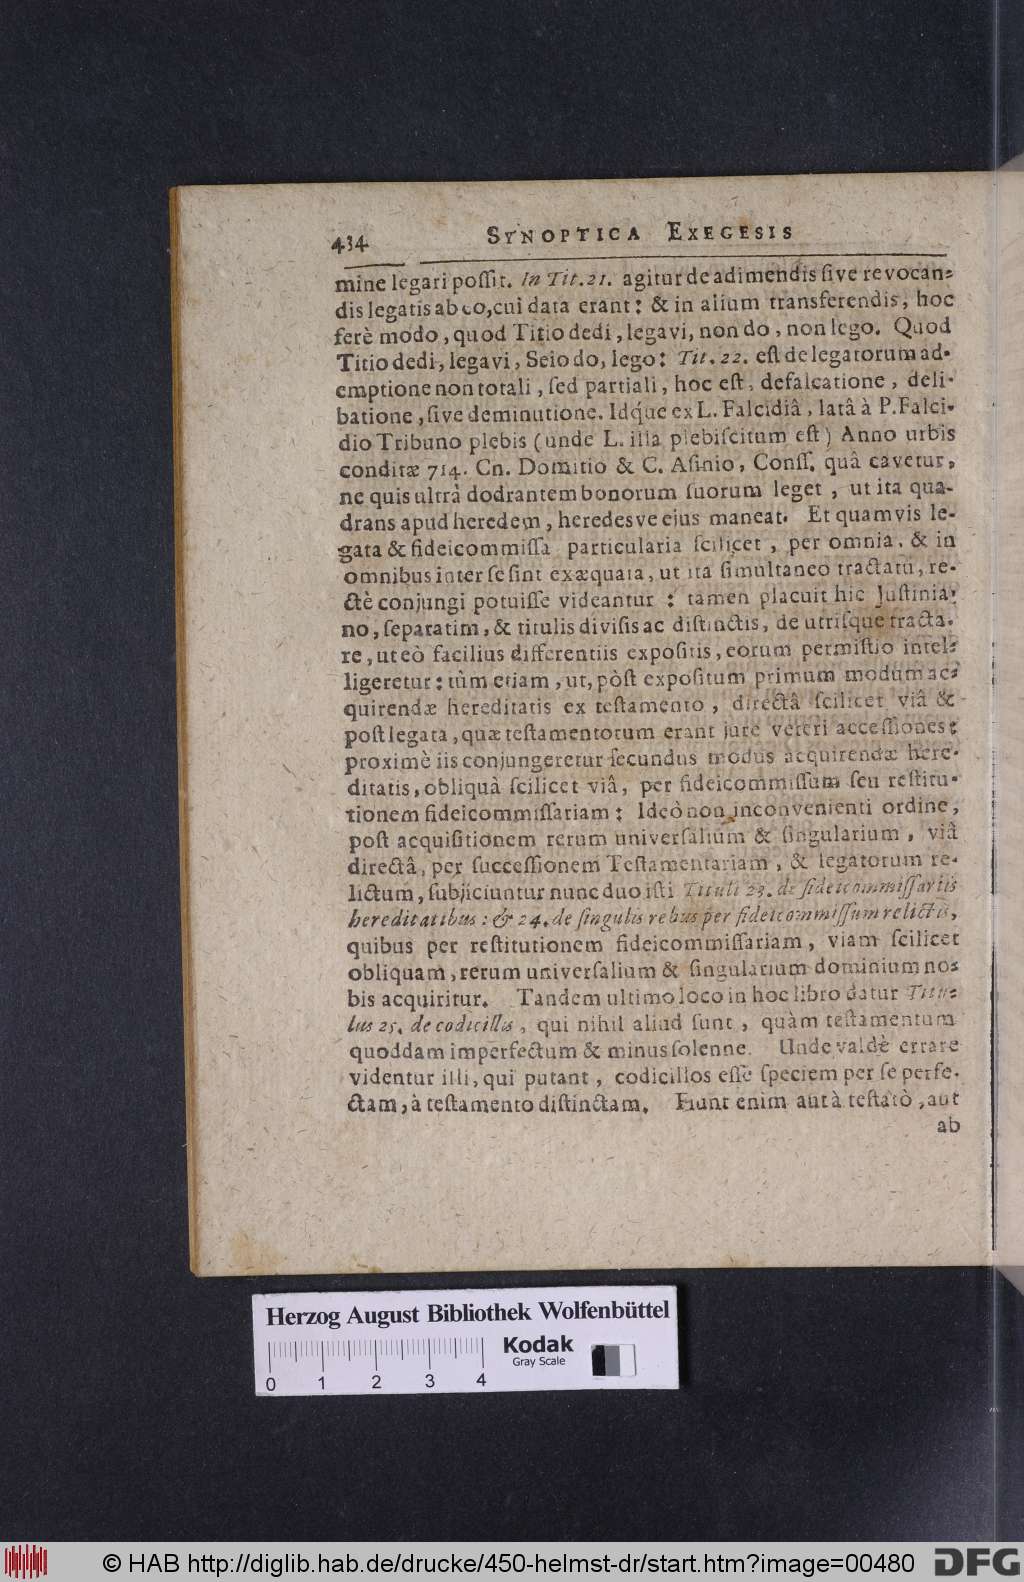 434 SYNOPTICA EXEGESIS
mine legari poſſit. In Tit. 21. agitur de adimendis ſive revocan-
dis legatis ab eo, cui data erant: & in alium transferendis, hoc
ferè modo, quod Titio dedi, legavi, non do, non lego. Quod
Titio dedi, legavi, Seio do, lego: Tit. 22. eſt de legatorum ad-
emptione non totali, ſed partiali, hoc eſt, defalcatione, deli-
batione, ſive deminutione. Idq́ue ex L. Falcidiâ, latâ à P. Falci-
dio Tribuno plebis (unde L. illa plebiſcitum eſt) Anno urbis
conditæ 714. Cn. Domitio & C. Aſinio, Conſſ. quâ cavetur,
ne quis ultrà dodrantem bonorum ſuorum leget, ut ita qua-
drans apud heredem, heredesve ejus maneat. Et quamvis le-
gata & fideicommiſſa particularia ſcilicet, per omnia, & in
omnibus inter ſe ſint exæquata, ut ita ſimultaneo tractatu, re-
ctè conjungi potuiſſe videantur: tamen placuit hic Juſtinia-
no, ſeparatim, & titulis diviſis ac diſtinctis, de utriſque tracta-
re, ut eò facilius differentiis expoſitis, eorum permiſtio intel-
ligeretur: tùm etiam, ut, pòſt expoſitum primum modum ac-
quirendæ hereditatis ex teſtamento, directâ ſcilicet viâ &
poſt legata, quæ teſtamentorum erant jure veteri acceſſiones:
proximè iis conjungeretur ſecundus modus acquirendæ here-
ditatis, obliquâ ſcilicet viâ, per fideicommiſſum ſeu reſtitu-
tionem fideicommiſſariam: Ideò non inconvenienti ordine,
poſt acquiſitionem rerum univerſalium & ſingularium, viâ
directâ, per ſucceſſionem Teſtamentariam, & legatorum re-
lictum, ſubjiciuntur nunc duo iſti Tituli 23. de fideicommiſſariis
hereditatibus: & 24. de ſingulis rebus per fideicommiſſum relictis,
quibus per reſtitutionem fideicommiſſariam, viam ſcilicet
obliquam, rerum univerſalium & ſingularium dominium no-
bis acquiritur. Tandem ultimo loco in hoc libro datur Titu-
lus 25. de codicillis, qui nihil aliud ſunt, quàm teſtamentum
quoddam imperfectum & minus ſolenne. Unde valdè errare
videntur illi, qui putant, codicillos eſſe ſpeciem per ſe perfe-
ctam, à teſtamento diſtinctam. Fiunt enim aut à teſtatò, aut
ab
Herzog August Bibliothek Wolfenbüttel
Kodak
Gray Scale
0 1 2 3 4
© HAB http://diglib.hab.de/drucke/450-helmst-dr/start.htm?image=00480 DFG